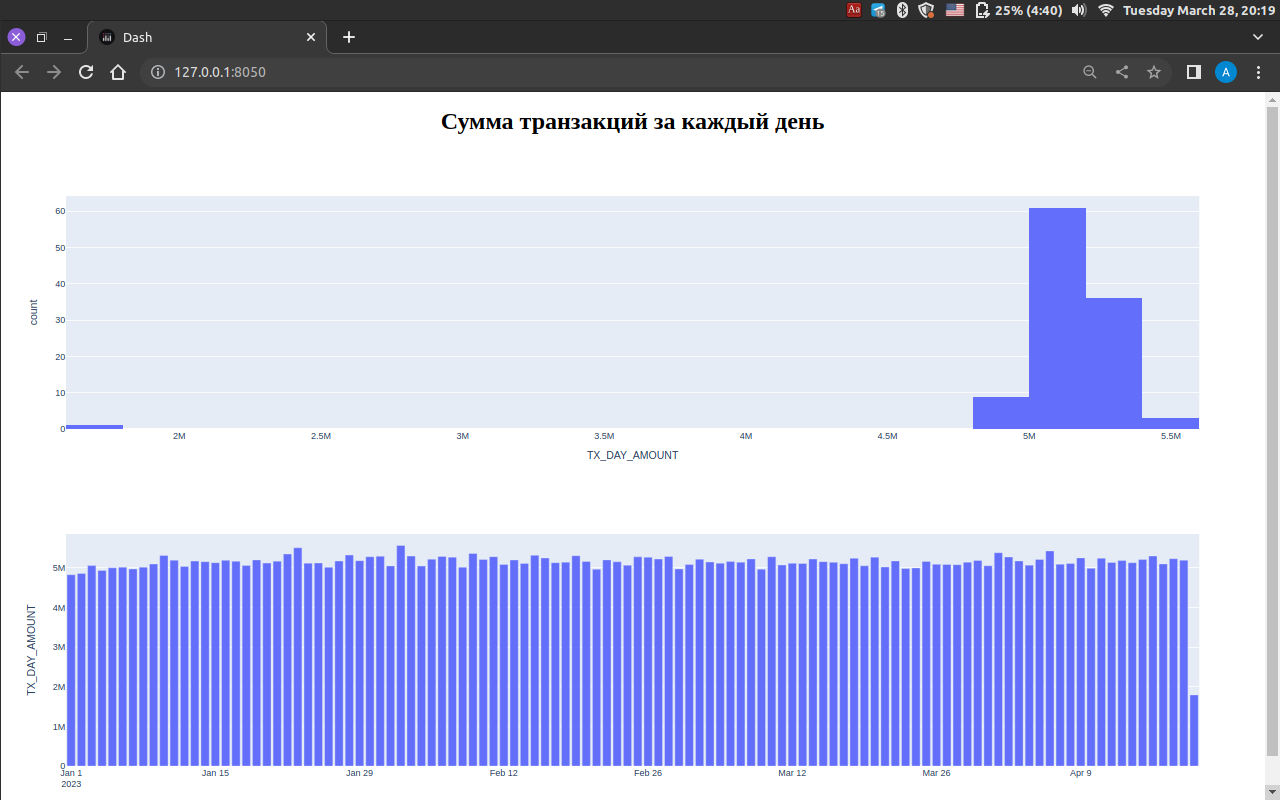 Aa
25% (4:40)
Tuesday March 28, 20:19
Dash
127.0.0.1:8050
A
Сумма транзакций за каждый день
60
50
40
30
20
10
0
count
2M
2.5M
3M
3.5M
4M
4.5M
5M
5.5M
TX_DAY_AMOUNT
5M
4M
3M
2M
1M
0
TX_DAY_AMOUNT
Jan 1
2023
Jan 15
Jan 29
Feb 12
Feb 26
Mar 12
Mar 26
Apr 9